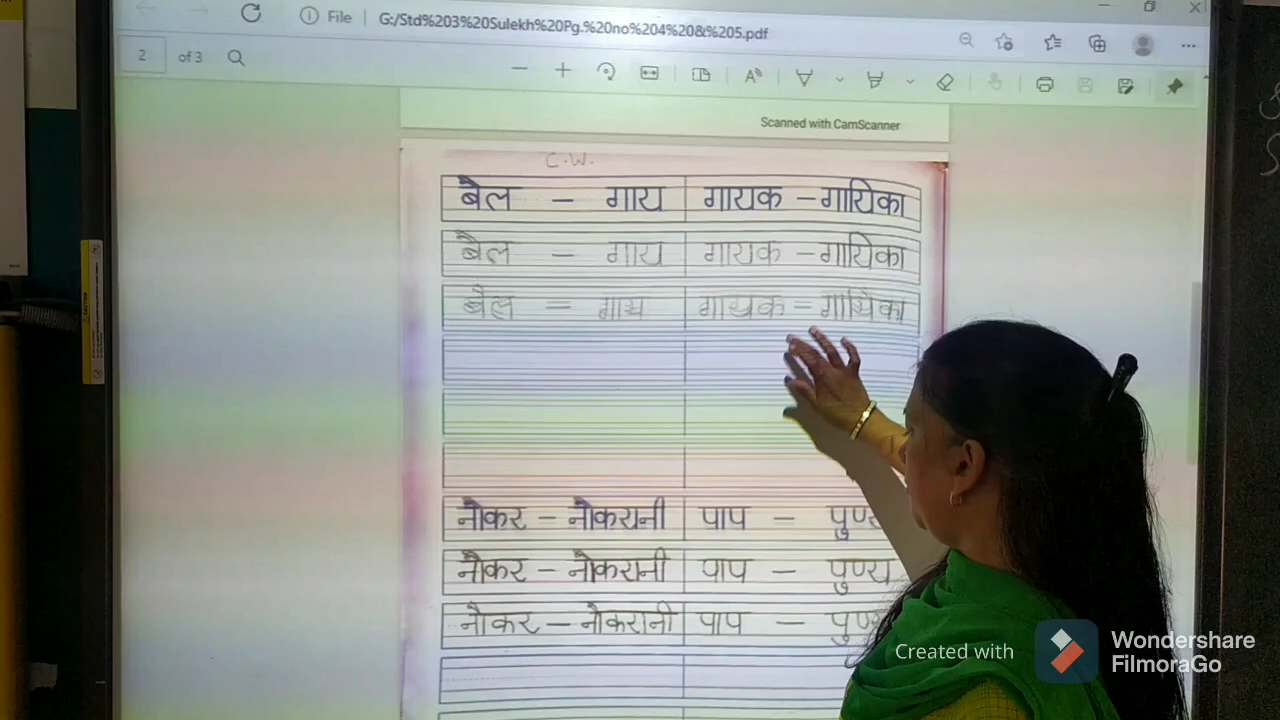 File | G:/Std%203%20Sulekh%20Pg.%20no%204%20&%205.pdf
2 of 3
Scanned with CamScanner
C.W.
बैल – गाय गायक – गायिका
बैल – गाय गायक – गायिका
बैल = गाय गायक – गायिका
नौकर – नौकरानी पाप – पुण्य
नौकर – नौकरानी पाप – पुण्य
नौकर – नौकरानी पाप –
Created with Wondershare FilmoraGo